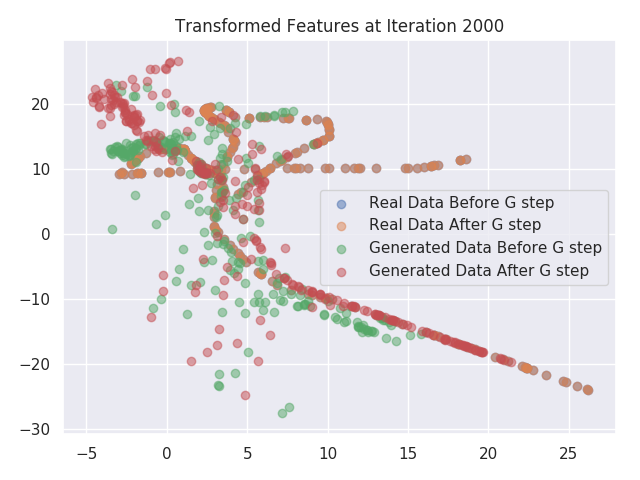 Transformed Features at Iteration 2000
20
10
0
−10
−20
−30
Real Data Before G step
Real Data After G step
Generated Data Before G step
Generated Data After G step
−5 0 5 10 15 20 25